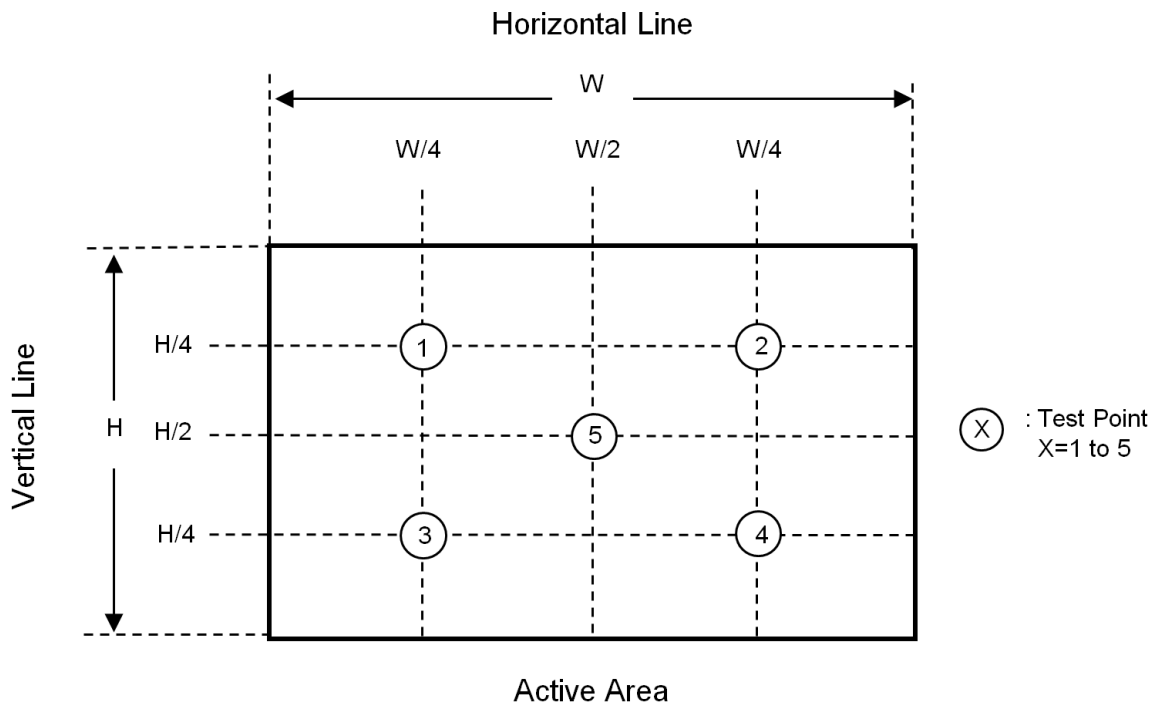 Horizontal Line
W
W/4 W/2 W/4
H/4 1 2
Vertical Line
H
H/2 5
X : Test Point
X=1 to 5
H/4 3 4
Active Area